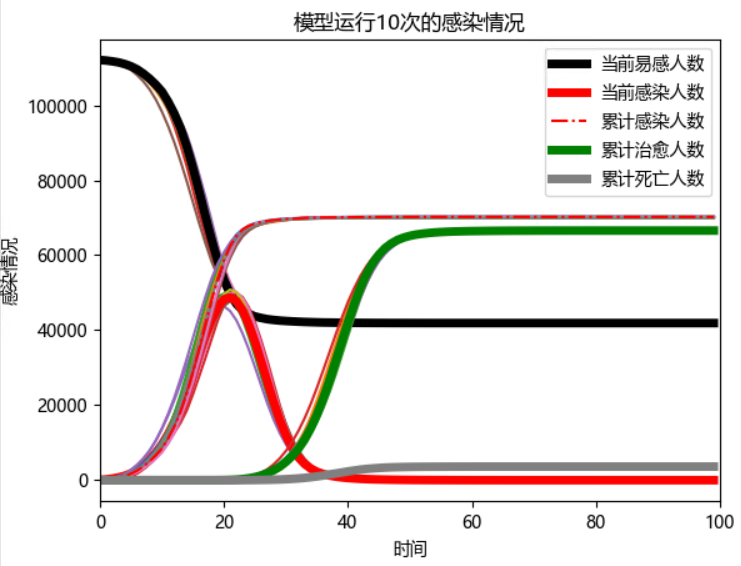 模型运行10次的感染情况
当前易感人数
当前感染人数
累计感染人数
累计治愈人数
累计死亡人数
感染情况
100000
80000
60000
40000
20000
0
0 20 40 60 80 100
时间